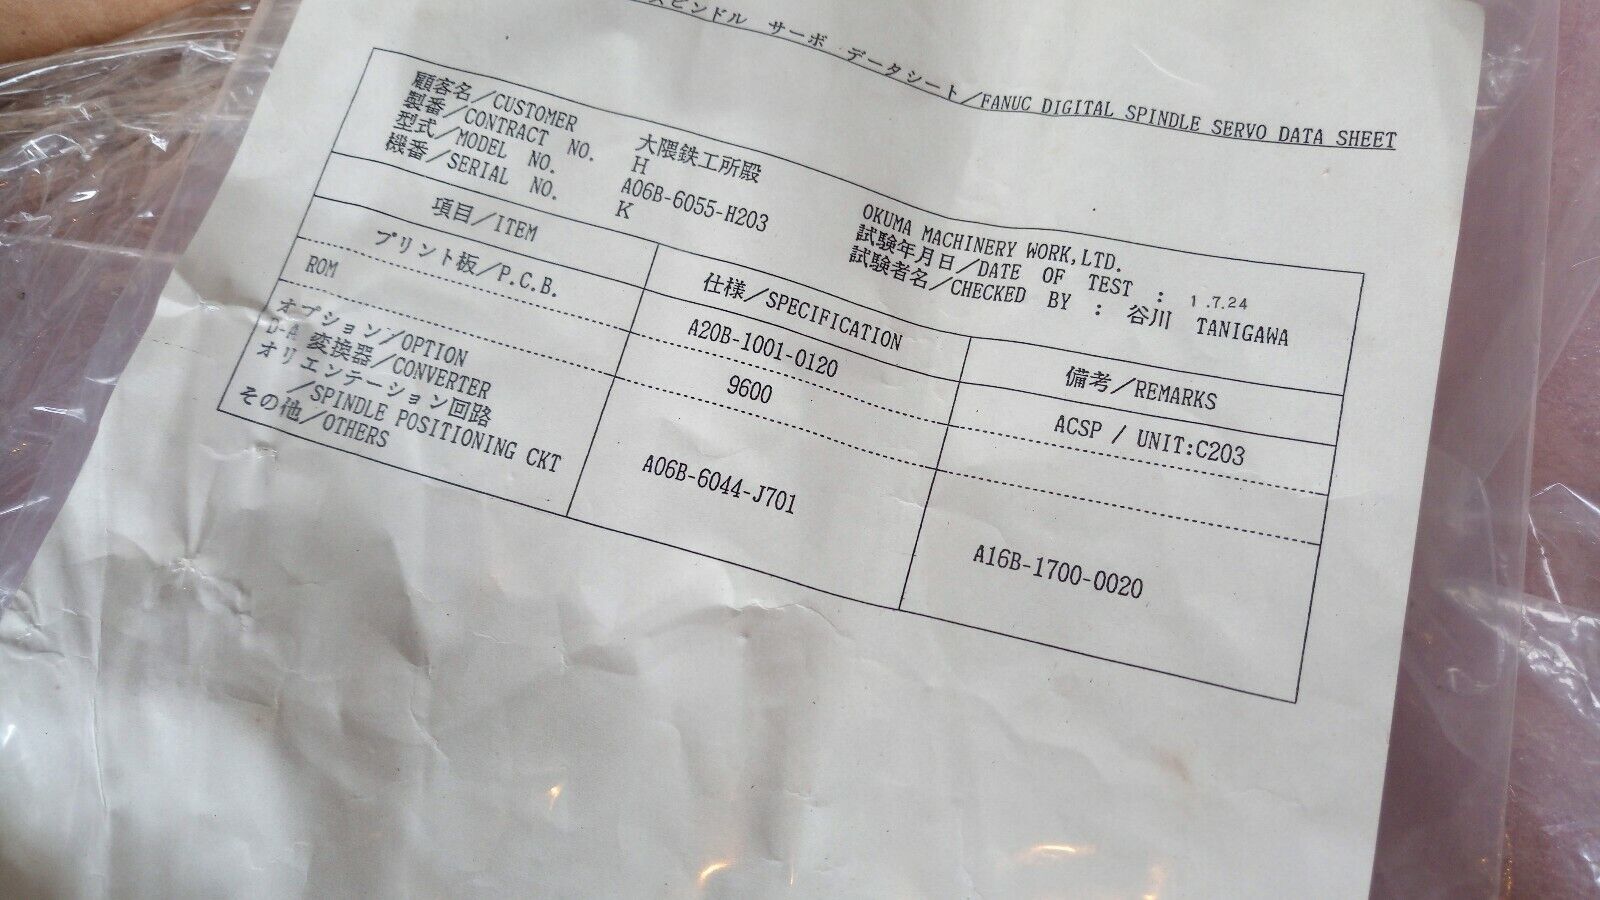 スピンドル サーボ データシート／FANUC DIGITAL SPINDLE SERVO DATA SHEET
顧客名／CUSTOMER 大隈鉄工所殿 OKUMA MACHINERY WORK,LTD.
製番／CONTRACT NO. H 試験年月日／DATE OF TEST : 1.7.24
型式／MODEL NO. A06B-6055-H203 試験者名／CHECKED BY : 谷川 TANIGAWA
機番／SERIAL NO. K
項目／ITEM 仕様／SPECIFICATION 備考／REMARKS
プリント板／P.C.B. A20B-1001-0120 ACSP / UNIT:C203
ROM 9600
オプション／OPTION
D-A 変換器／CONVERTER
オリエンテーション回路 A06B-6044-J701 A16B-1700-0020
／SPINDLE POSITIONING CKT
その他／OTHERS